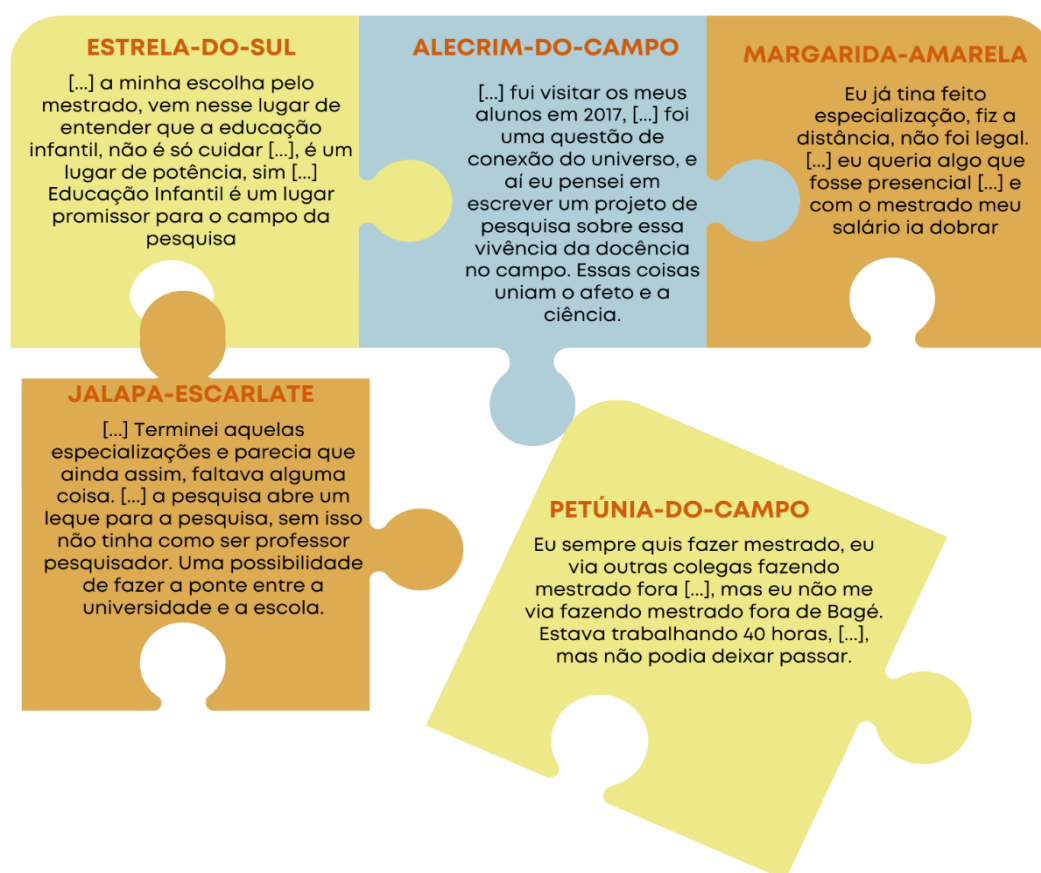 ESTRELA-DO-SUL
[...] a minha escolha pelo
mestrado, vem nesse lugar de
entender que a educação
infantil, não é só cuidar [...], é um
lugar de potência, sim [...]
Educação Infantil é um lugar
promissor para o campo da
pesquisa
ALECRIM-DO-CAMPO
[...] fui visitar os meus
alunos em 2017, [...] foi
uma questão de
conexão do universo, e
aí eu pensei em
escrever um projeto de
pesquisa sobre essa
vivência da docência
no campo. Essas coisas
uniam o afeto e a
ciência.
MARGARIDA-AMARELA
Eu já tina feito
especialização, fiz a
distância, não foi legal.
[...] eu queria algo que
fosse presencial [...] e
com o mestrado meu
salário ia dobrar
JALAPA-ESCARLATE
[...] Terminei aquelas
especializações e parecia que
ainda assim, faltava alguma
coisa. [...] a pesquisa abre um
leque para a pesquisa, sem isso
não tinha como ser professor
pesquisador. Uma possibilidade
de fazer a ponte entre a
universidade e a escola.
PETÚNIA-DO-CAMPO
Eu sempre quis fazer mestrado, eu
via outras colegas fazendo
mestrado fora [...], mas eu não me
via fazendo mestrado fora de Bagé.
Estava trabalhando 40 horas, [...],
mas não podia deixar passar.